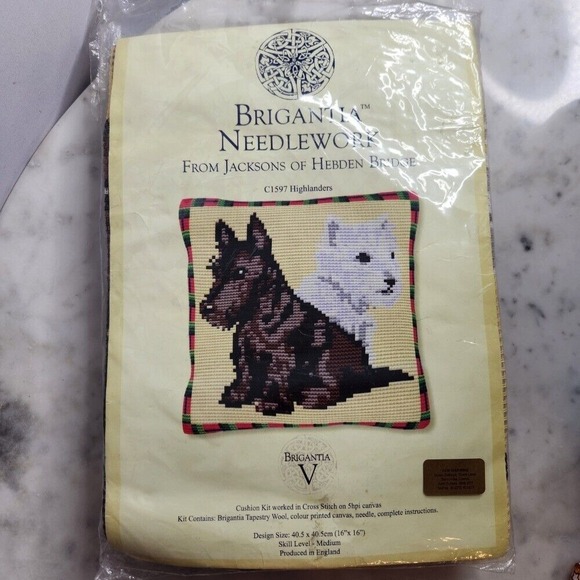 BRIGANTIA™
NEEDLEWORK
FROM JACKSONS OF HEBDEN BRIDGE
C1597 Highlanders
BRIGANTIA
V
Cushion Kit worked in Cross Stitch on 5hpi canvas
Kit Contains: Brigantia Tapestry Wool, colour printed canvas, needle, complete instructions.
Design Size: 40.5 x 40.5cm (16"x 16")
Skill Level - Medium
Produced in England